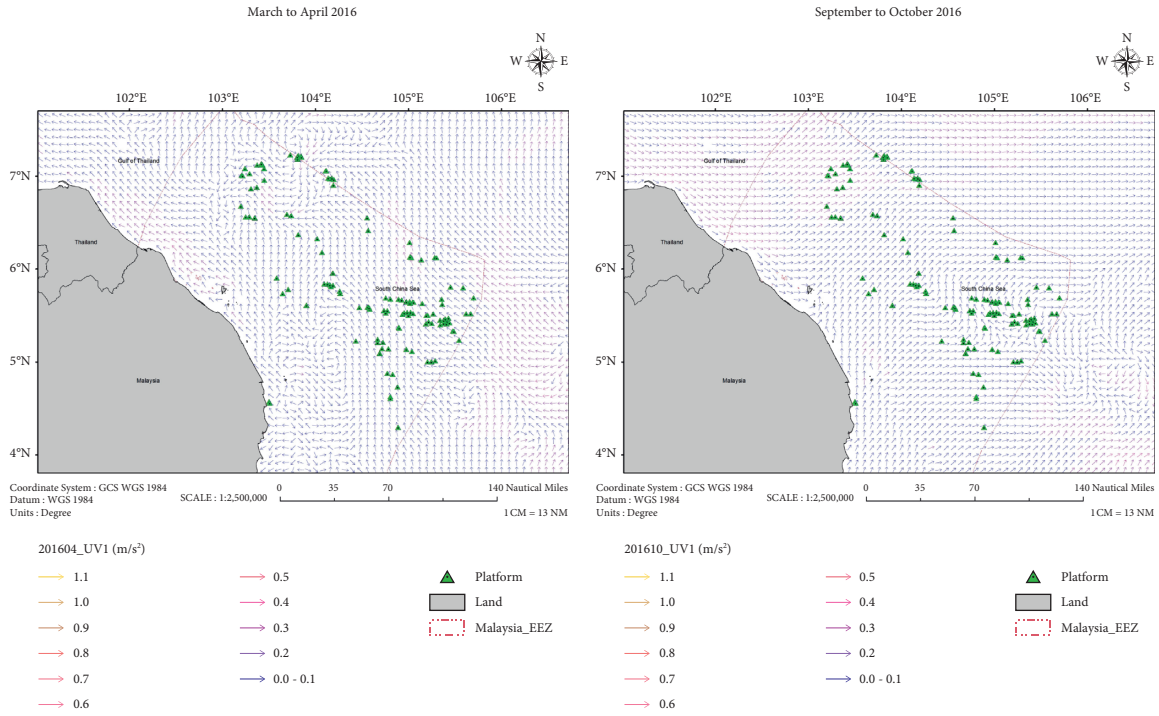 March to April 2016
N
W E
S
102°E 103°E 104°E 105°E 106°E
7°N
6°N
5°N
4°N
Gulf of Thailand
Thailand
South China Sea
Malaysia
Coordinate System : GCS WGS 1984
Datum : WGS 1984
Units : Degree
SCALE : 1:2,500,000
0 35 70 140 Nautical Miles
1 CM = 13 NM
201604_UV1 (m/s²)
1.1
1.0
0.9
0.8
0.7
0.6
0.5
0.4
0.3
0.2
0.0 - 0.1
Platform
Land
Malaysia_EEZ
September to October 2016
N
W E
S
102°E 103°E 104°E 105°E 106°E
7°N
6°N
5°N
4°N
Gulf of Thailand
Thailand
South China Sea
Malaysia
Coordinate System : GCS WGS 1984
Datum : WGS 1984
Units : Degree
SCALE : 1:2,500,000
0 35 70 140 Nautical Miles
1 CM = 13 NM
201610_UV1 (m/s²)
1.1
1.0
0.9
0.8
0.7
0.6
0.5
0.4
0.3
0.2
0.0 - 0.1
Platform
Land
Malaysia_EEZ